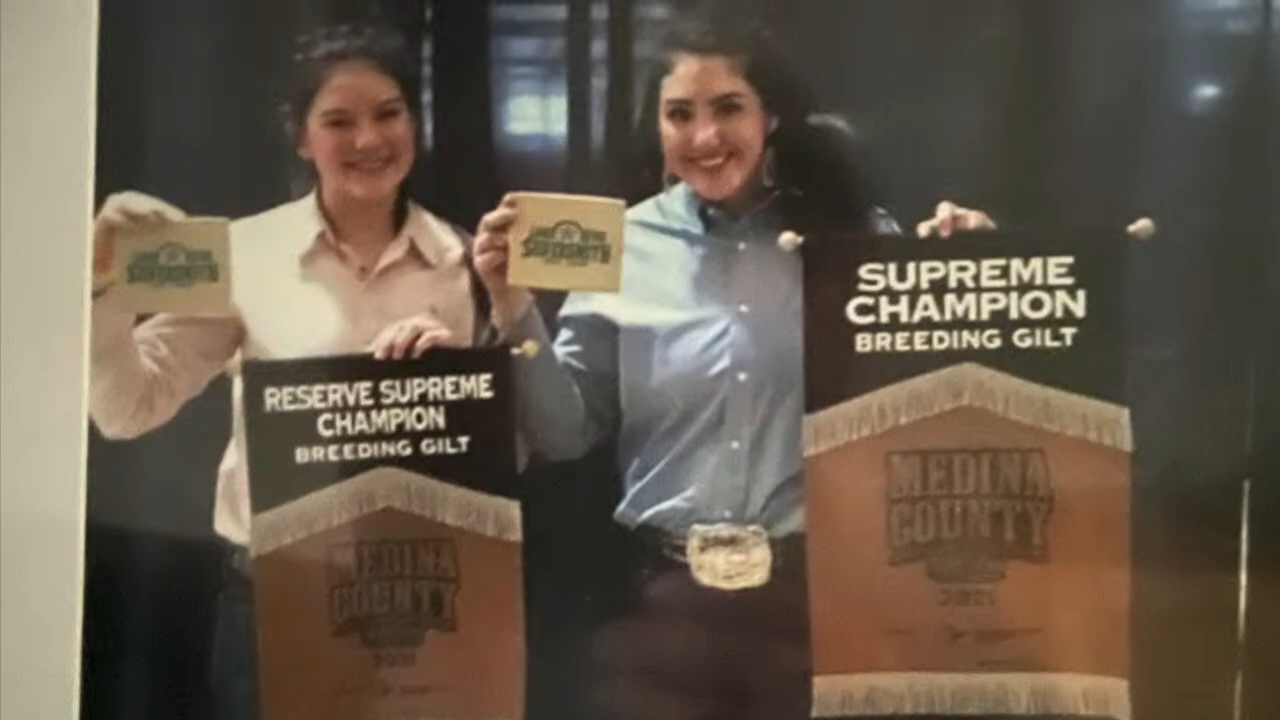 RESERVE SUPREME
CHAMPION
BREEDING GILT
MEDINA
COUNTY
SUPREME
CHAMPION
BREEDING GILT
MEDINA
COUNTY